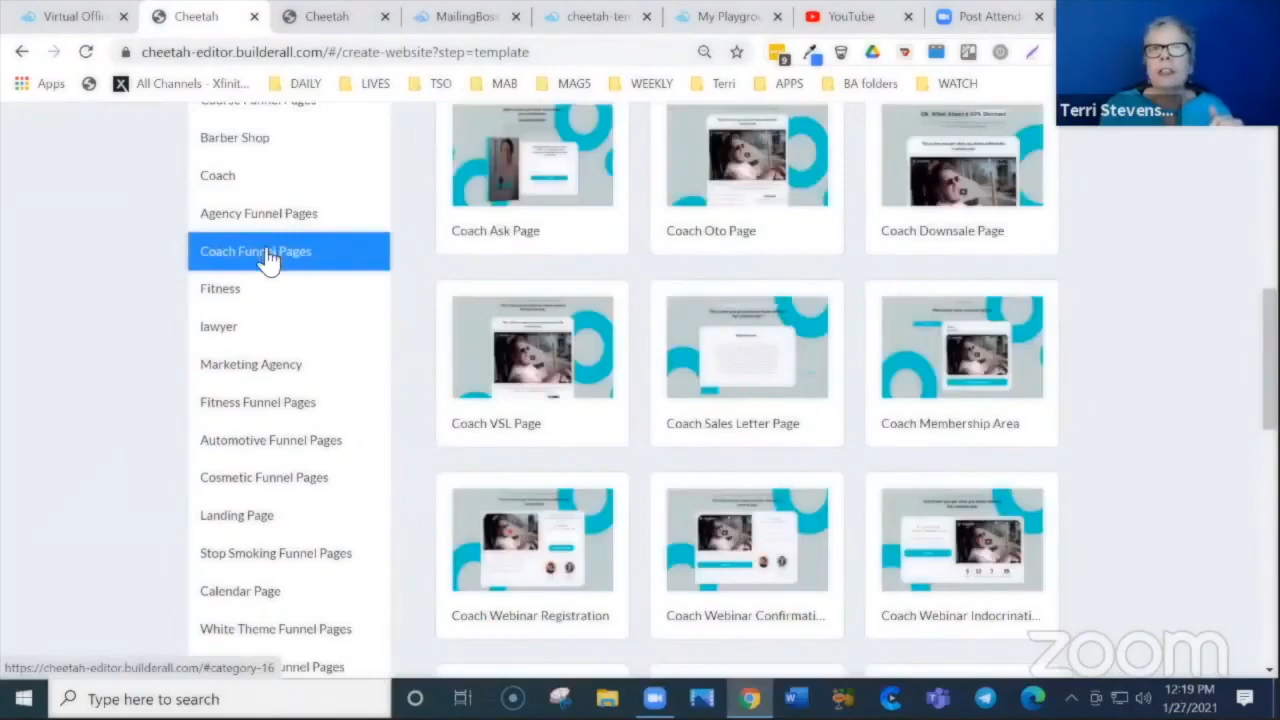 Virtual Offic
Cheetah
Cheetah
MailingBoss
cheetah-terr
My Playgrou
YouTube
Post Attend
cheetah-editor.builderall.com/#/create-website?step=template
9
Apps
All Channels - Xfinit...
DAILY
LIVES
TSO
MAB
MAG5
WEEKLY
Terri
APPS
BA folders
WATCH
Terri Stevens...
Course Funnel Pages
Barber Shop
Coach
Agency Funnel Pages
Coach Funnel Pages
Fitness
lawyer
Marketing Agency
Fitness Funnel Pages
Automotive Funnel Pages
Cosmetic Funnel Pages
Landing Page
Stop Smoking Funnel Pages
Calendar Page
White Theme Funnel Pages
unnel Pages
Coach Ask Page
Coach Oto Page
Coach Downsale Page
Coach VSL Page
Coach Sales Letter Page
Coach Membership Area
Coach Webinar Registration
Coach Webinar Confirmati...
Coach Webinar Indocrinati...
https://cheetah-editor.builderall.com/#category-16
zoom
Type here to search
12:19 PM
1/27/2021